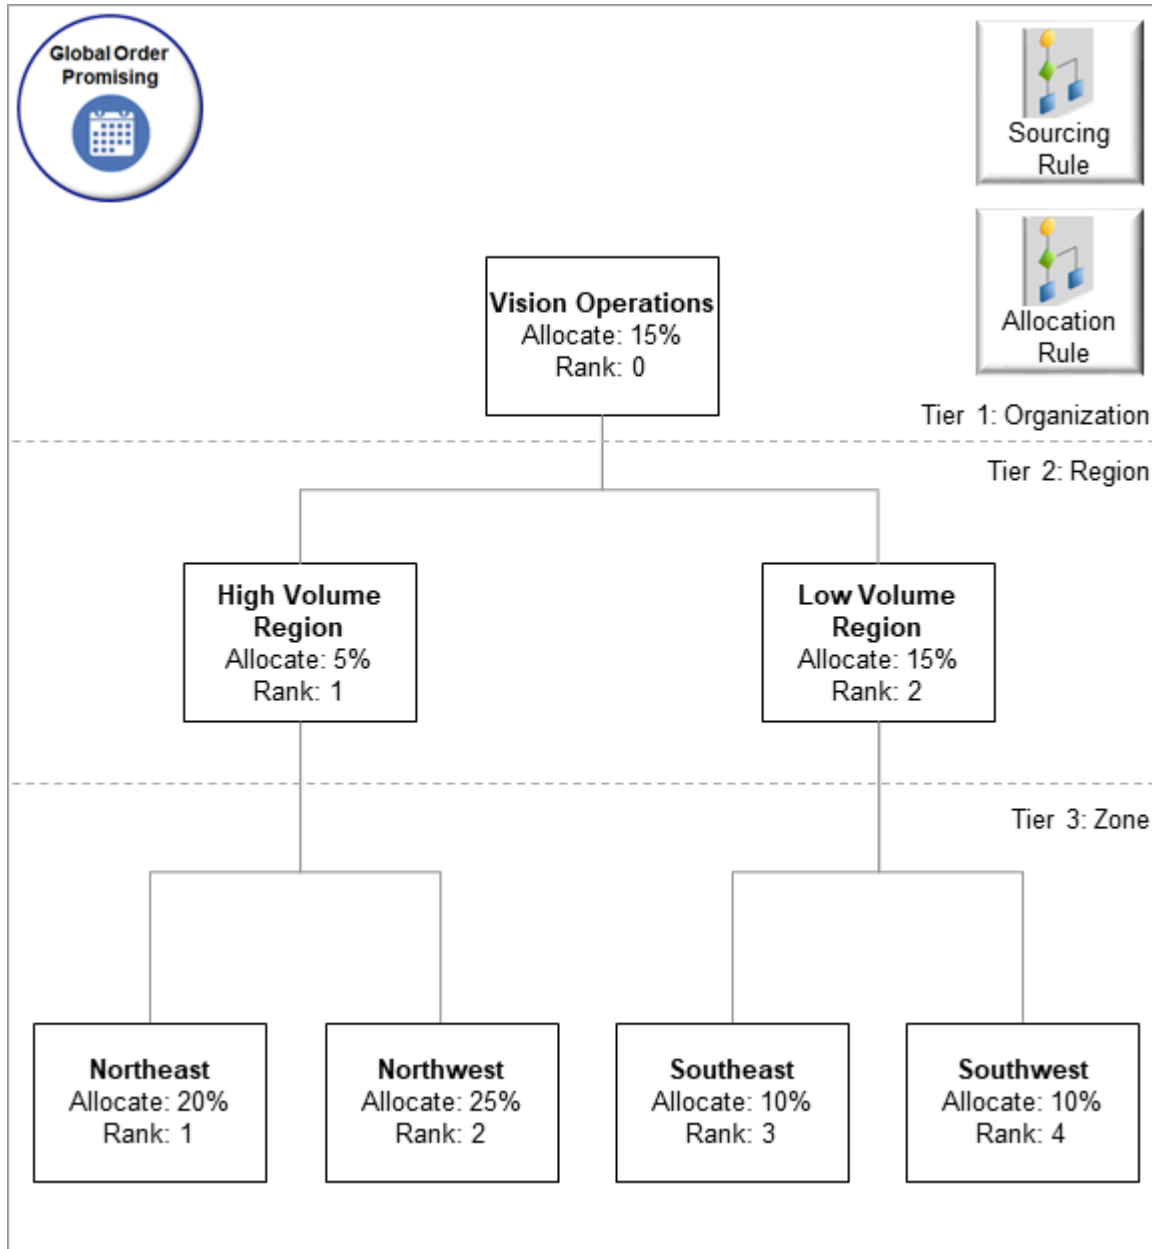 Global Order
Promising
Sourcing
Rule
Allocation
Rule
Vision Operations
Allocate: 15%
Rank: 0
Tier 1: Organization
Tier 2: Region
High Volume
Region
Allocate: 5%
Rank: 1
Low Volume
Region
Allocate: 15%
Rank: 2
Tier 3: Zone
Northeast
Allocate: 20%
Rank: 1
Northwest
Allocate: 25%
Rank: 2
Southeast
Allocate: 10%
Rank: 3
Southwest
Allocate: 10%
Rank: 4